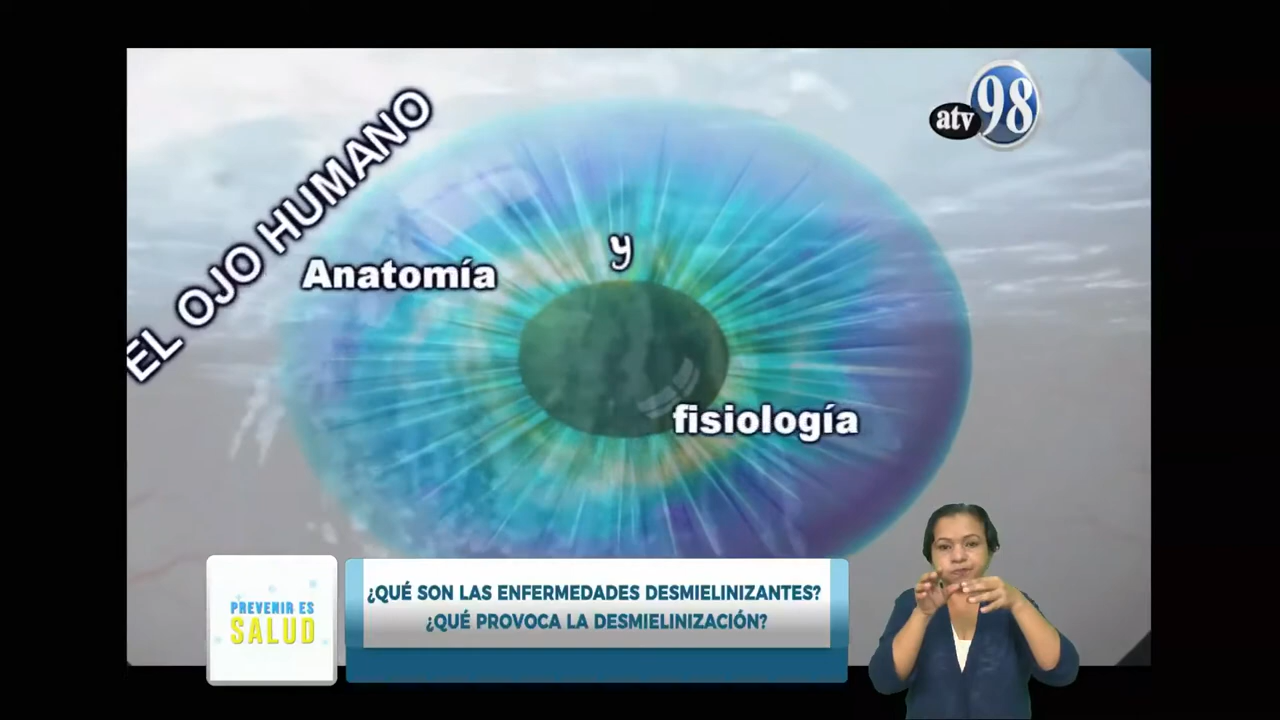 atv 98
EL OJO HUMANO
Anatomía
y
fisiología
PREVENIR ES
SALUD
¿QUÉ SON LAS ENFERMEDADES DESMIELINIZANTES?
¿QUÉ PROVOCA LA DESMIELINIZACIÓN?